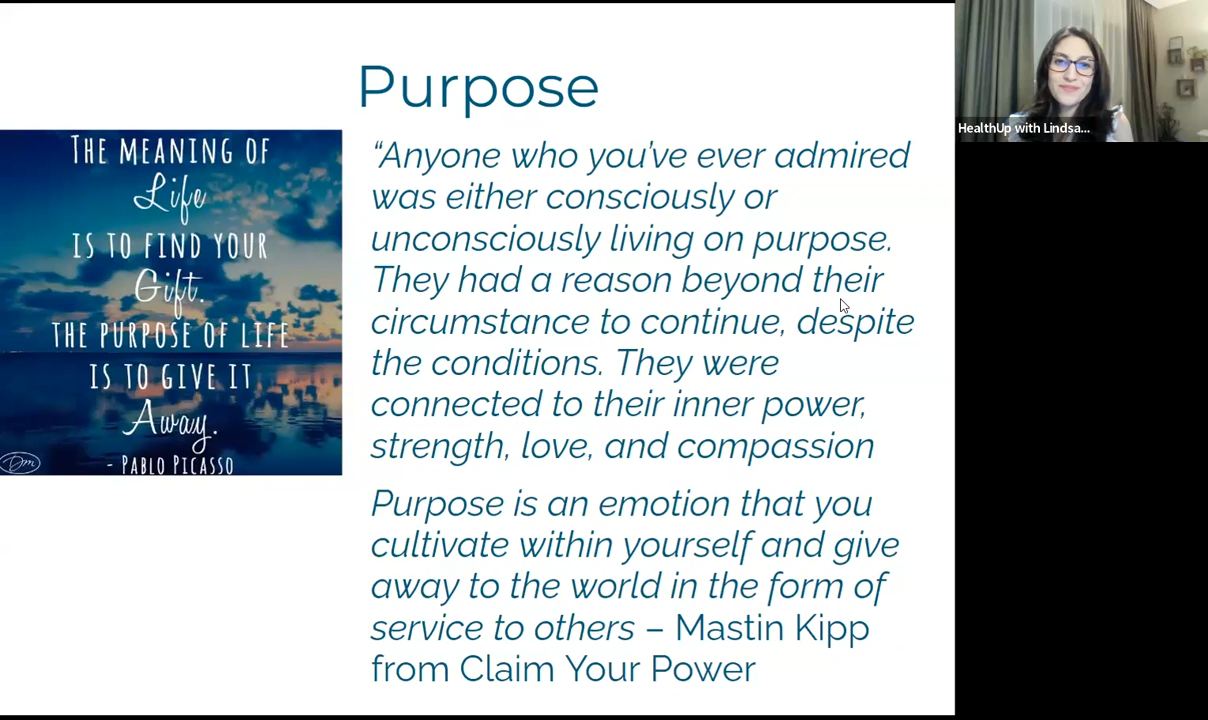 Purpose
THE MEANING OF
Life
IS TO FIND YOUR
Gift.
THE PURPOSE OF LIFE
IS TO GIVE IT
Away.
- PABLO PICASSO
Dm
“Anyone who you’ve ever admired
was either consciously or
unconsciously living on purpose.
They had a reason beyond their
circumstance to continue, despite
the conditions. They were
connected to their inner power,
strength, love, and compassion
Purpose is an emotion that you
cultivate within yourself and give
away to the world in the form of
service to others – Mastin Kipp
from Claim Your Power
HealthUp with Lindsa...